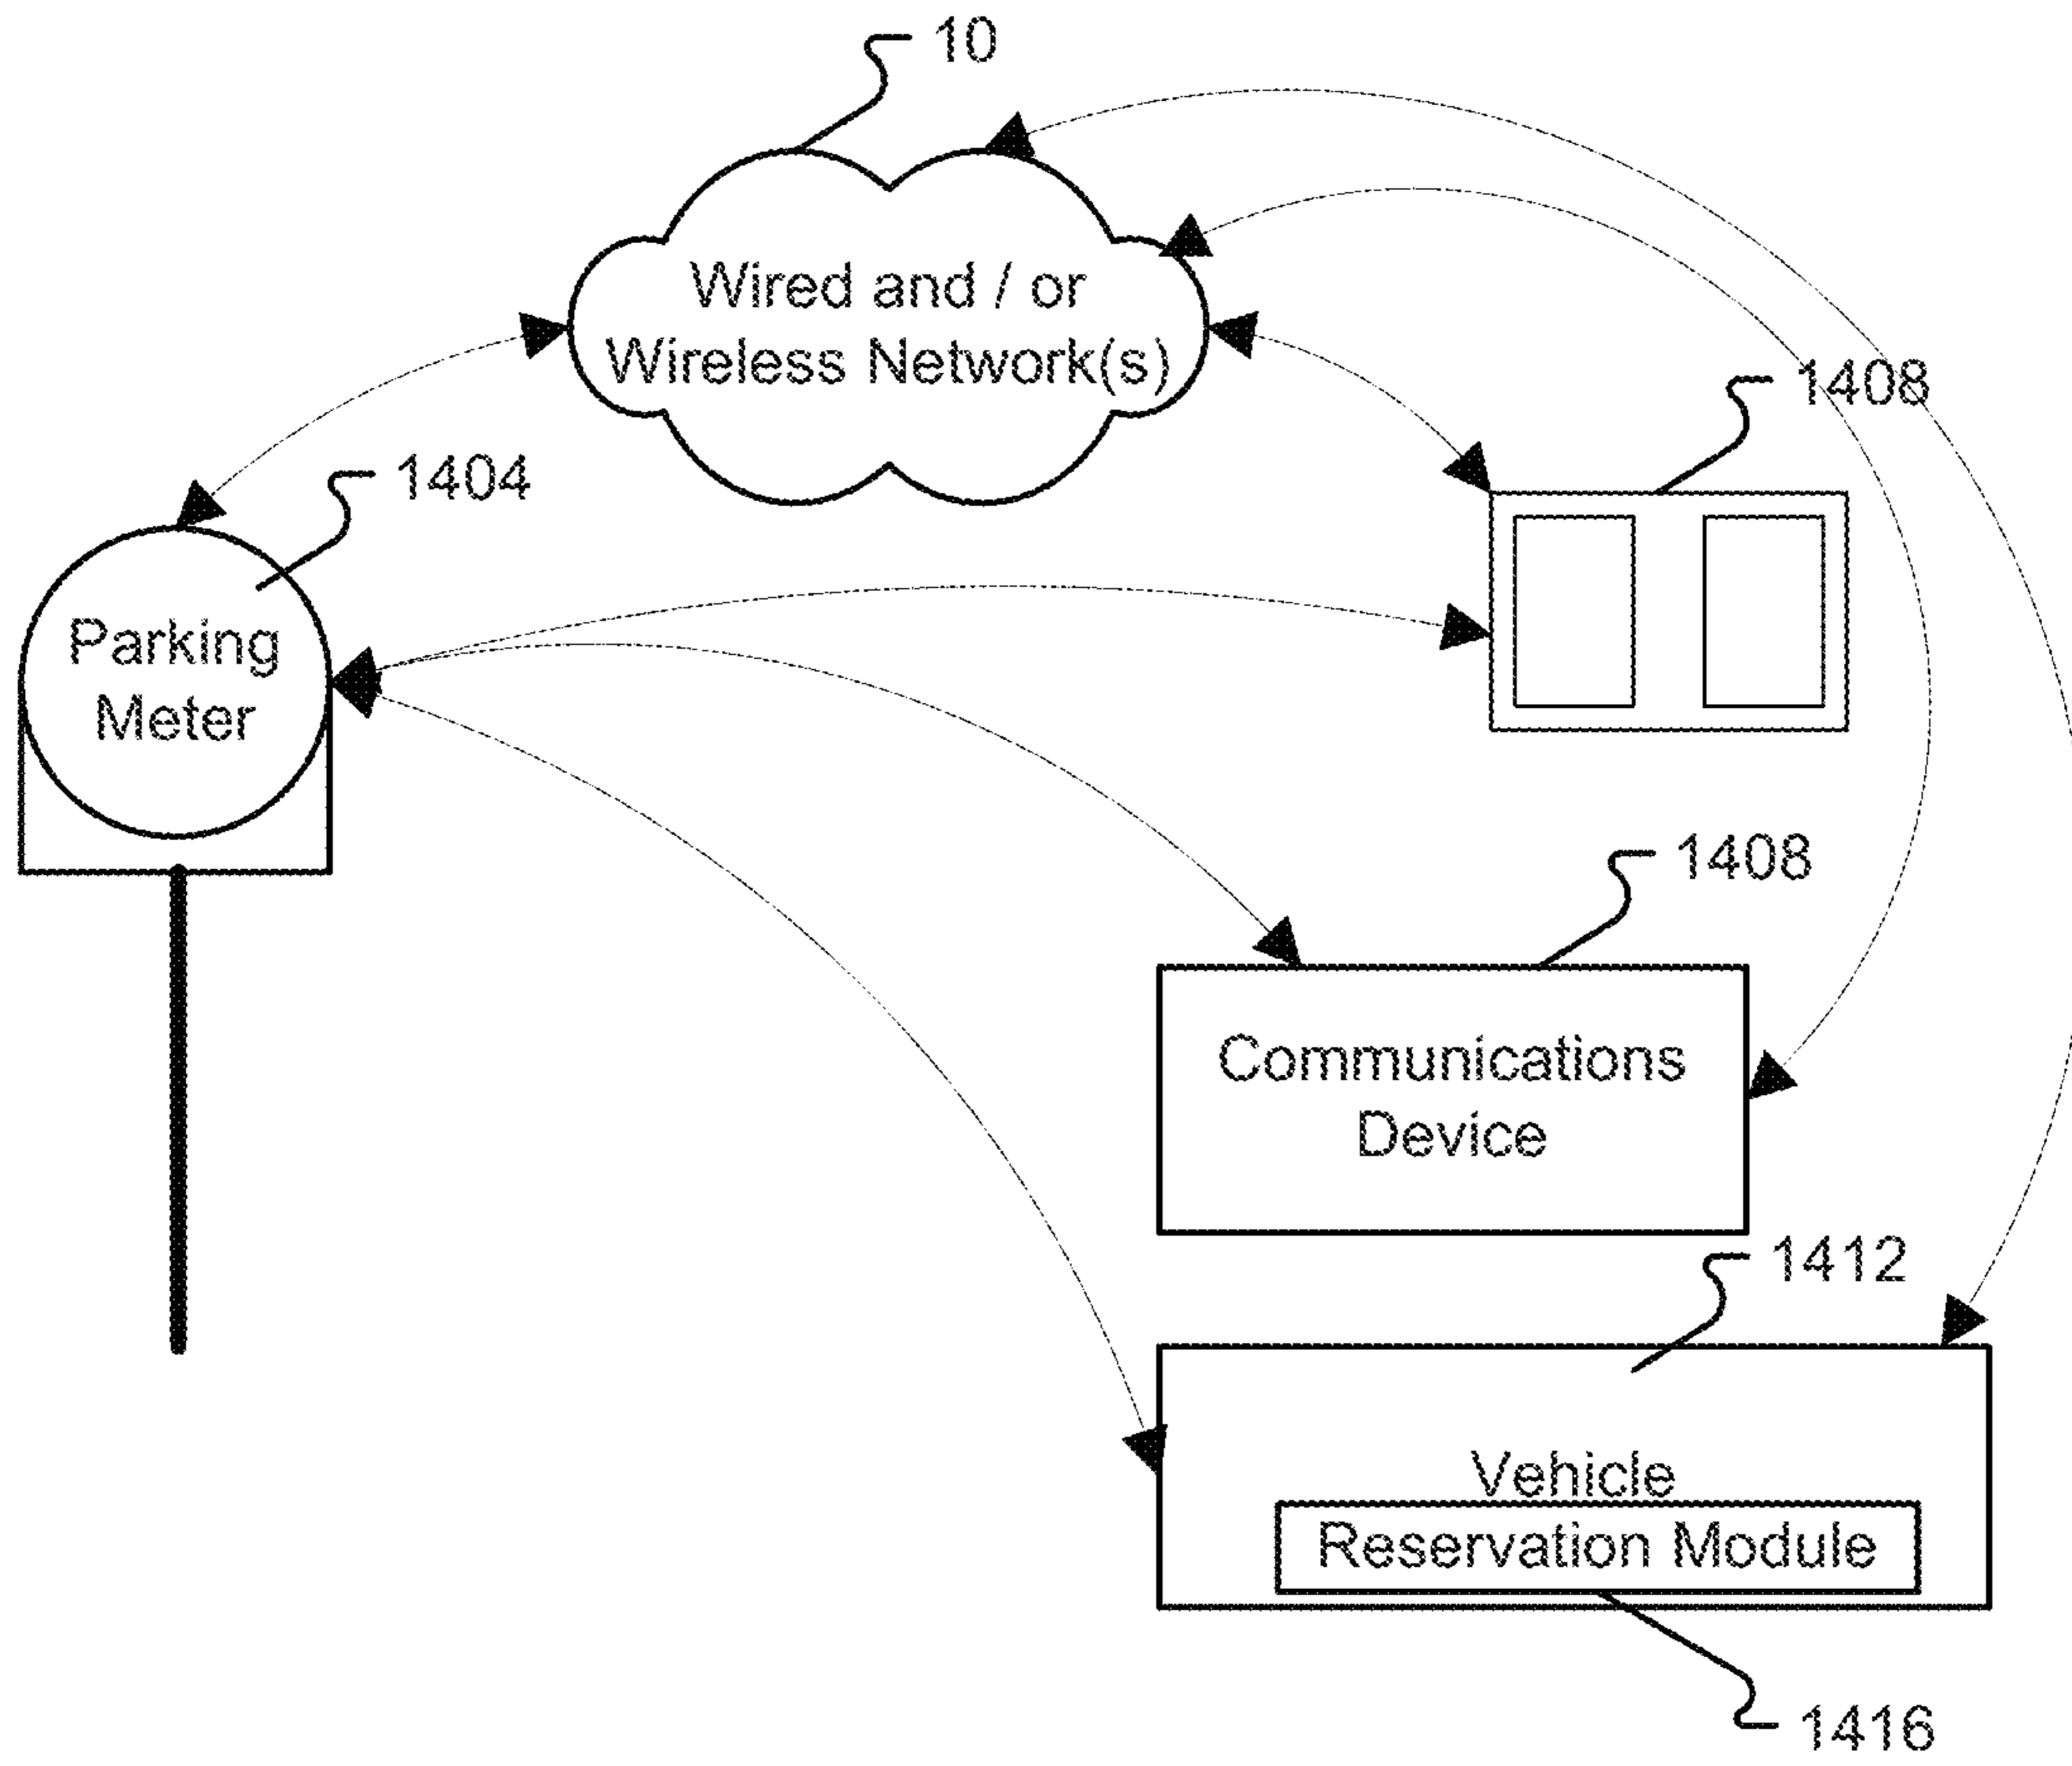 10
Wired and / or
Wireless Network(s)
1408
1404
Parking
Meter
1408
Communications
Device
1412
Vehicle
Reservation Module
1416